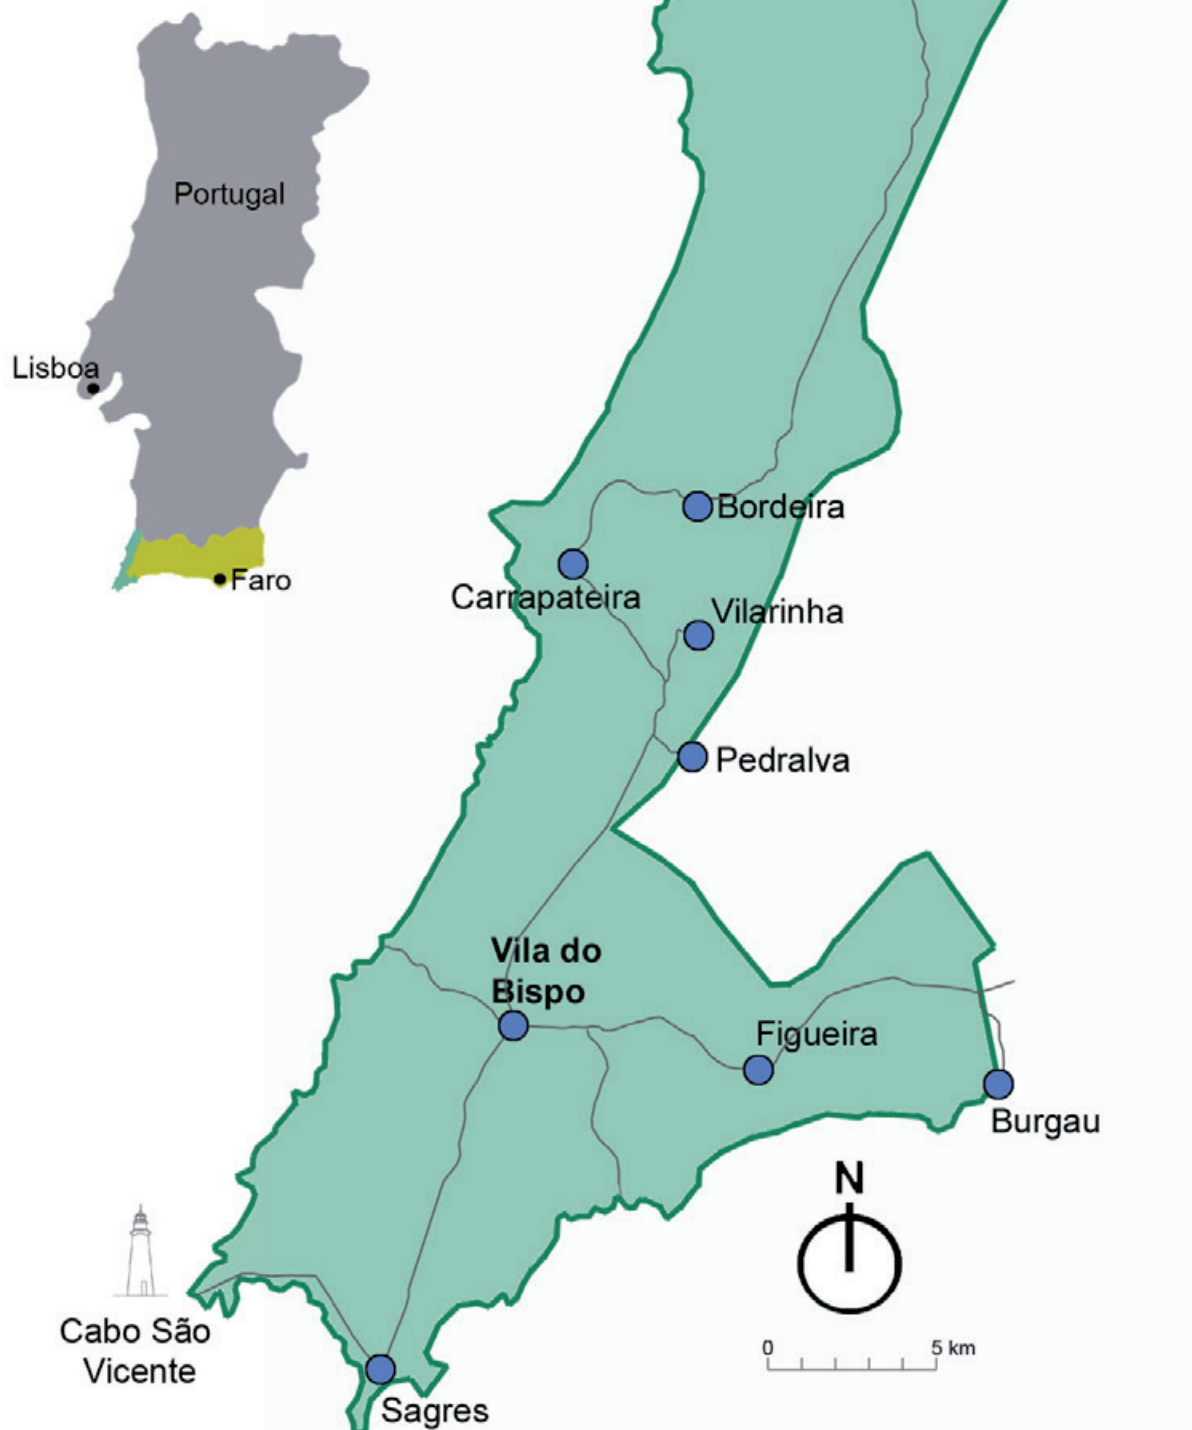 Portugal
Lisboa
Faro
Bordeira
Carrapateira
Vilarinha
Pedralva
Vila do
Bispo
Figueira
Burgau
N
Cabo São
Vicente
0 5 km
Sagres